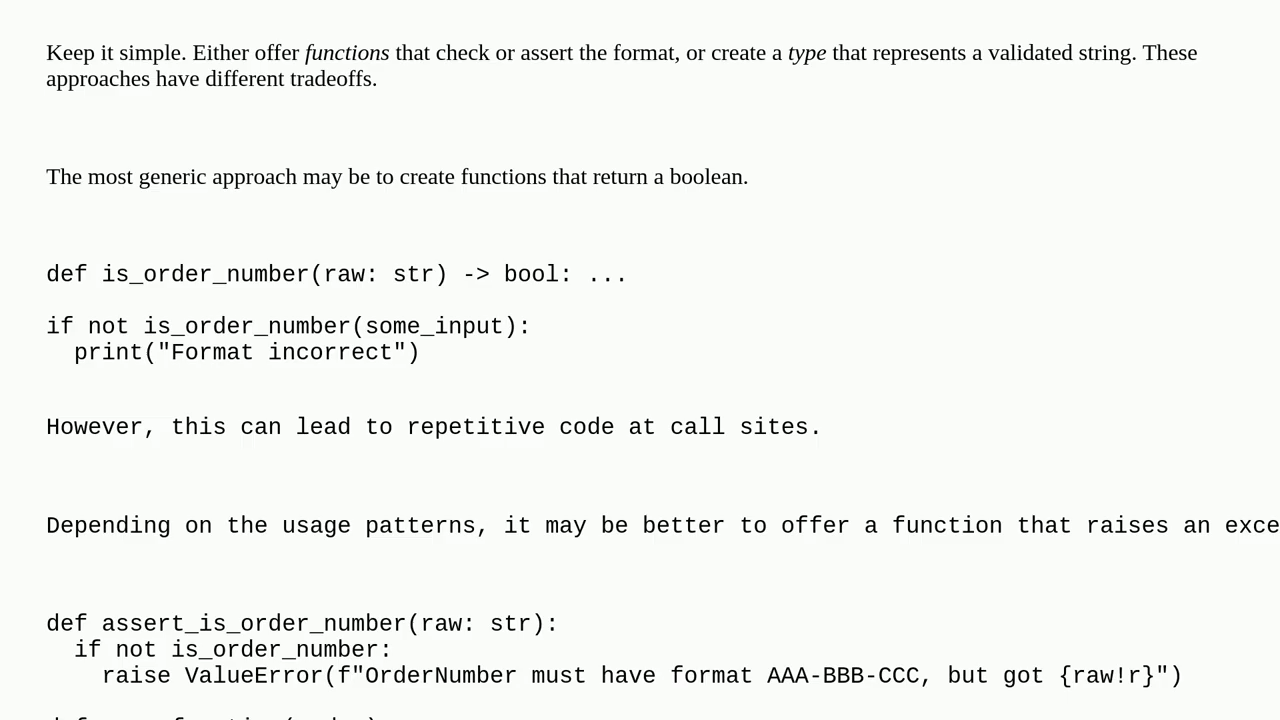 Keep it simple. Either offer functions that check or assert the format, or create a type that represents a validated string. These
approaches have different tradeoffs.
The most generic approach may be to create functions that return a boolean.
def is_order_number(raw: str) -> bool: ...
if not is_order_number(some_input):
  print("Format incorrect")
However, this can lead to repetitive code at call sites.
Depending on the usage patterns, it may be better to offer a function that raises an exce
def assert_is_order_number(raw: str):
  if not is_order_number:
    raise ValueError(f"OrderNumber must have format AAA-BBB-CCC, but got {raw!r}")